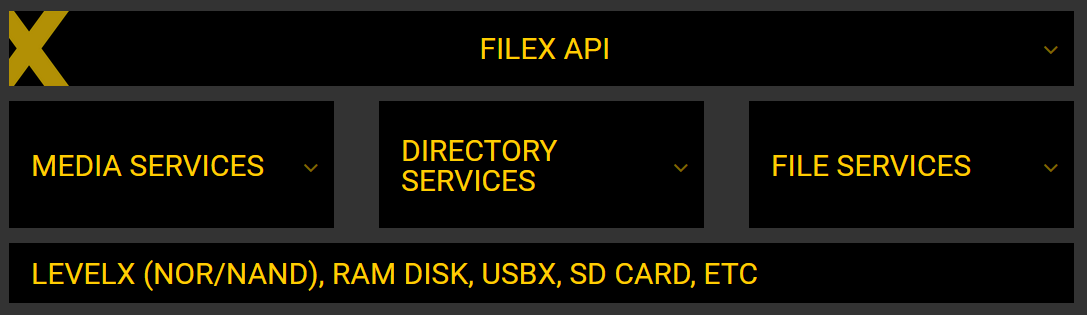 X
FILEX API
MEDIA SERVICES
DIRECTORY
SERVICES
FILE SERVICES
LEVELX (NOR/NAND), RAM DISK, USBX, SD CARD, ETC